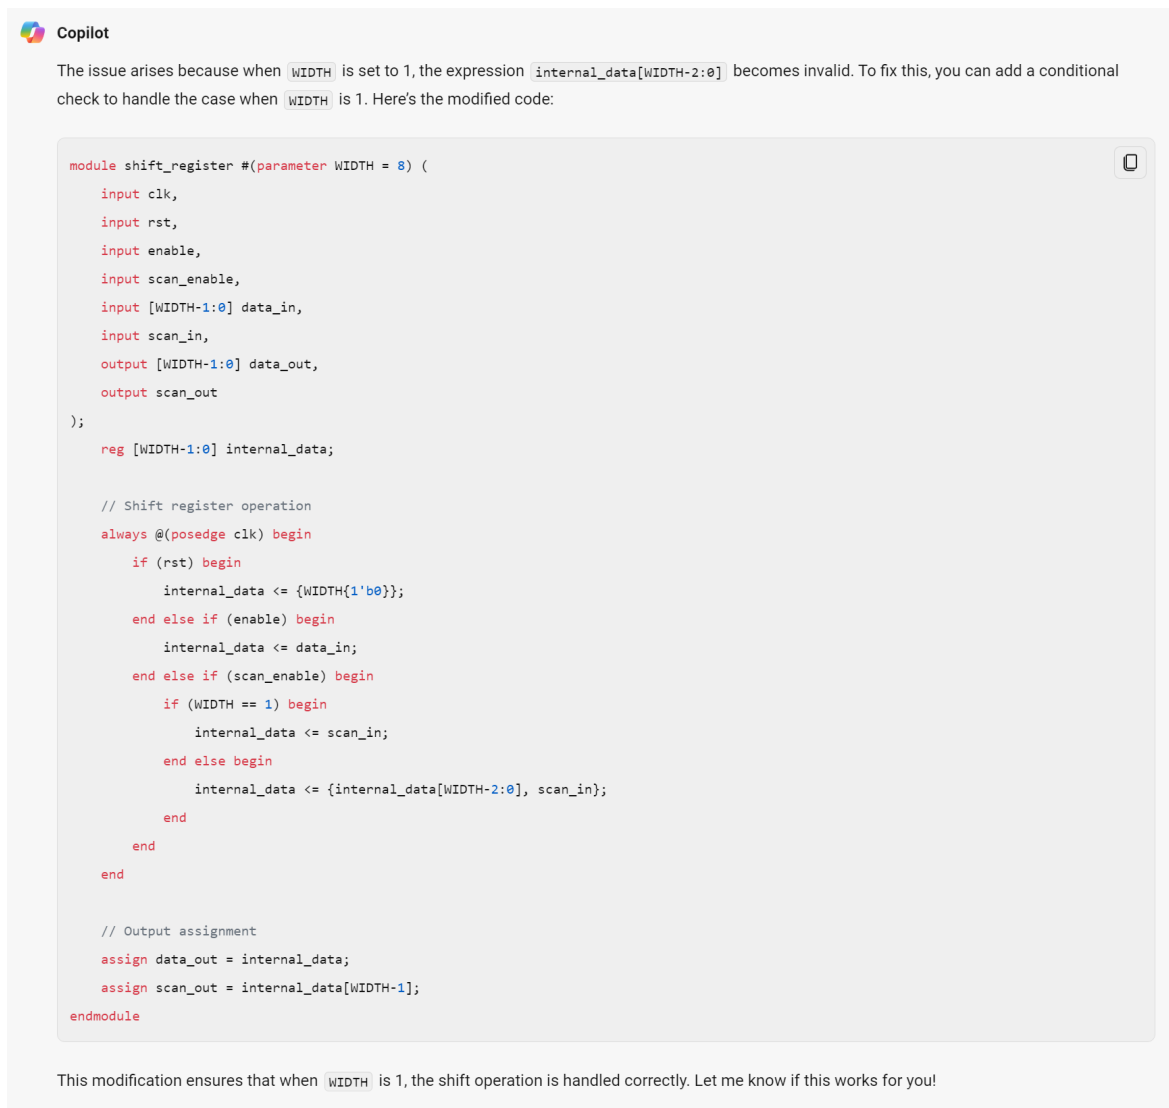 Copilot
The issue arises because when WIDTH is set to 1, the expression internal_data[WIDTH-2:0] becomes invalid. To fix this, you can add a conditional
check to handle the case when WIDTH is 1. Here’s the modified code:
module shift_register #(parameter WIDTH = 8) (
    input clk,
    input rst,
    input enable,
    input scan_enable,
    input [WIDTH-1:0] data_in,
    input scan_in,
    output [WIDTH-1:0] data_out,
    output scan_out
);
    reg [WIDTH-1:0] internal_data;
    // Shift register operation
    always @(posedge clk) begin
        if (rst) begin
            internal_data <= {WIDTH{1'b0}};
        end else if (enable) begin
            internal_data <= data_in;
        end else if (scan_enable) begin
            if (WIDTH == 1) begin
                internal_data <= scan_in;
            end else begin
                internal_data <= {internal_data[WIDTH-2:0], scan_in};
            end
        end
    end
    // Output assignment
    assign data_out = internal_data;
    assign scan_out = internal_data[WIDTH-1];
endmodule
This modification ensures that when WIDTH is 1, the shift operation is handled correctly. Let me know if this works for you!